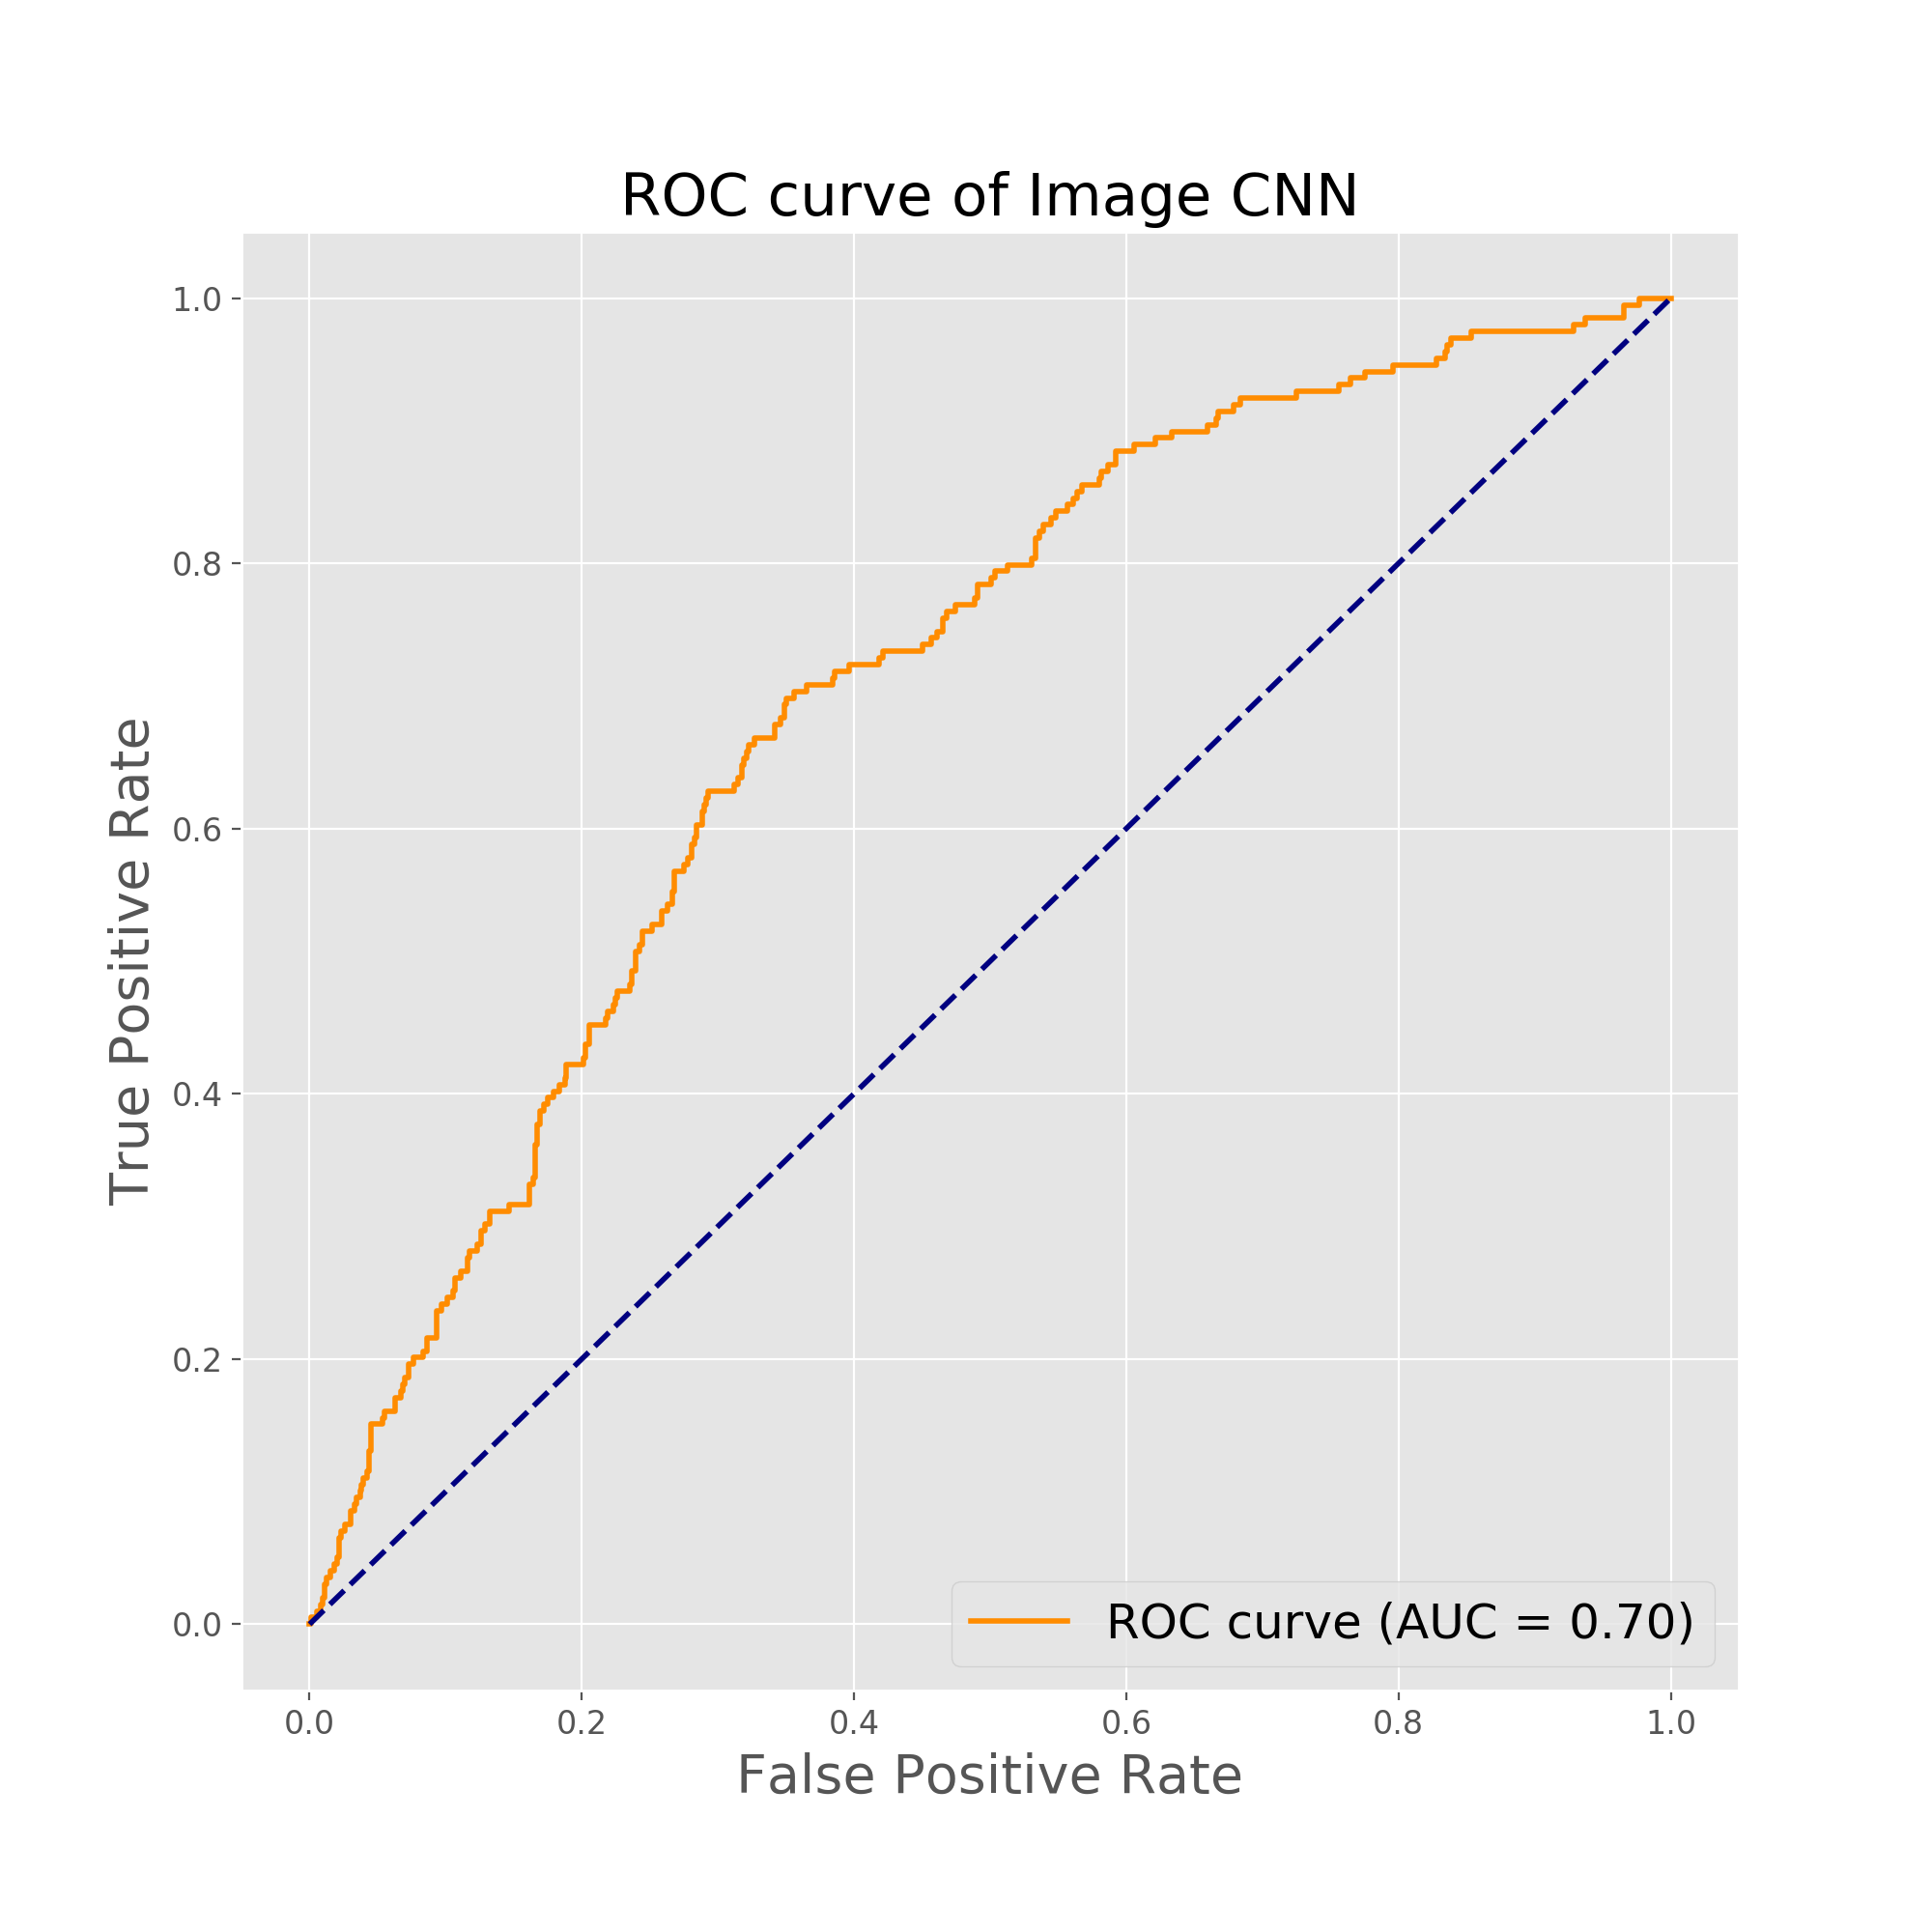 ROC curve of Image CNN
True Positive Rate
1.0
0.8
0.6
0.4
0.2
0.0
ROC curve (AUC = 0.70)
0.0 0.2 0.4 0.6 0.8 1.0
False Positive Rate